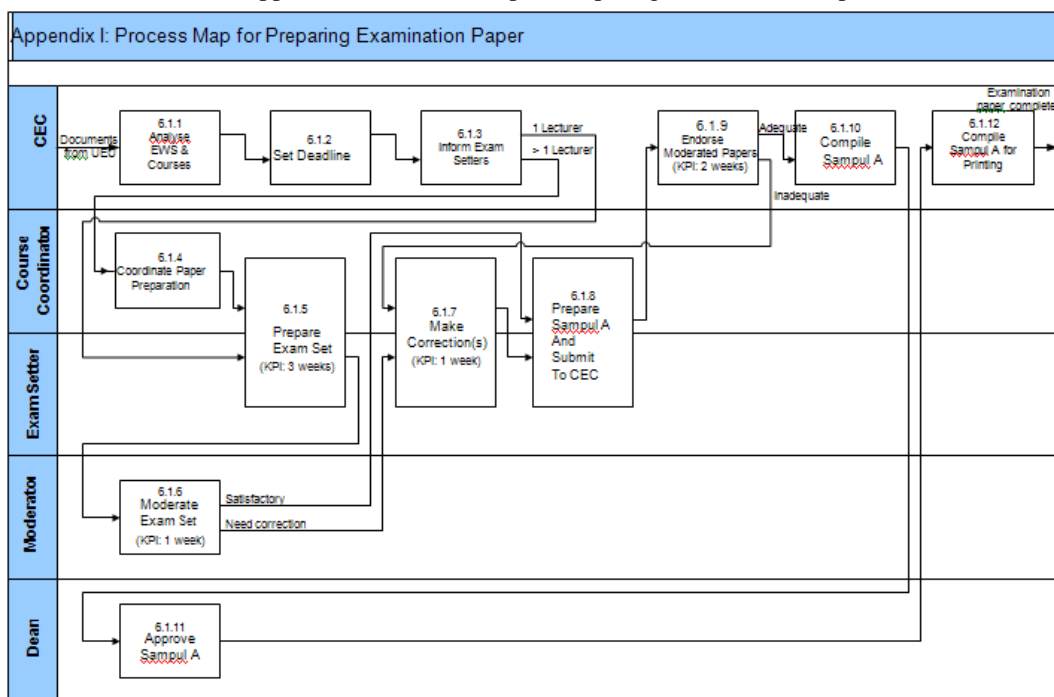 Appendix I: Process Map for Preparing Examination Paper
CEC
Documents
from UEU
6.1.1
Analyse
EWS &
Courses
6.1.2
Set Deadline
6.1.3
Inform Exam
Setters
1 Lecturer
> 1 Lecturer
6.1.9
Endorse
Moderated Papers
(KPI: 2 weeks)
Adequate
Inadequate
6.1.10
Compile
Sampul A
Examination
paper complete
6.1.12
Compile
Sampul A for
Printing
Course
Coordinator
6.1.4
Coordinate Paper
Preparation
6.1.5
Prepare
Exam Set
(KPI: 3 weeks)
6.1.7
Make
Correction(s)
(KPI: 1 week)
6.1.8
Prepare
Sampul A
And
Submit
To CEC
Exam Setter
Moderator
6.1.6
Moderate
Exam Set
(KPI: 1 week)
Satisfactory
Need correction
Dean
6.1.11
Approve
Sampul A